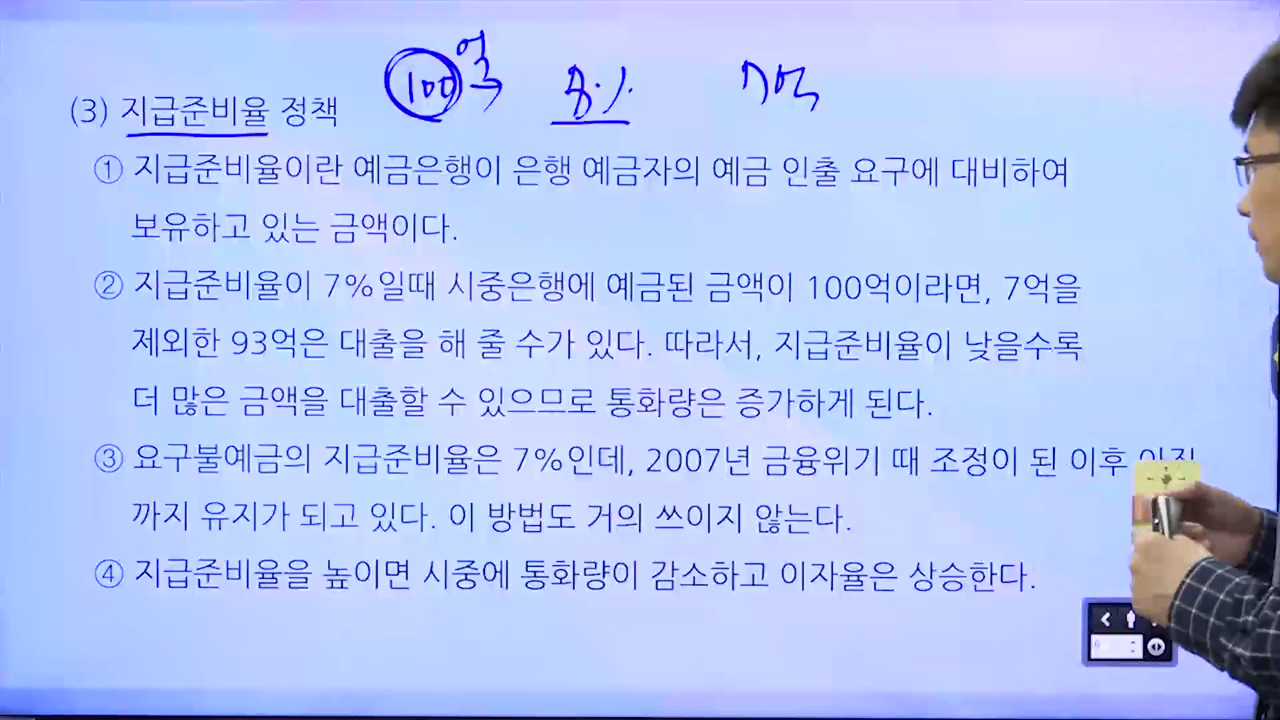 100억 8% 7억
(3) 지급준비율 정책
① 지급준비율이란 예금은행이 은행 예금자의 예금 인출 요구에 대비하여
보유하고 있는 금액이다.
② 지급준비율이 7%일때 시중은행에 예금된 금액이 100억이라면, 7억을
제외한 93억은 대출을 해 줄 수가 있다. 따라서, 지급준비율이 낮을수록
더 많은 금액을 대출할 수 있으므로 통화량은 증가하게 된다.
③ 요구불예금의 지급준비율은 7%인데, 2007년 금융위기 때 조정이 된 이후 아직
까지 유지가 되고 있다. 이 방법도 거의 쓰이지 않는다.
④ 지급준비율을 높이면 시중에 통화량이 감소하고 이자율은 상승한다.